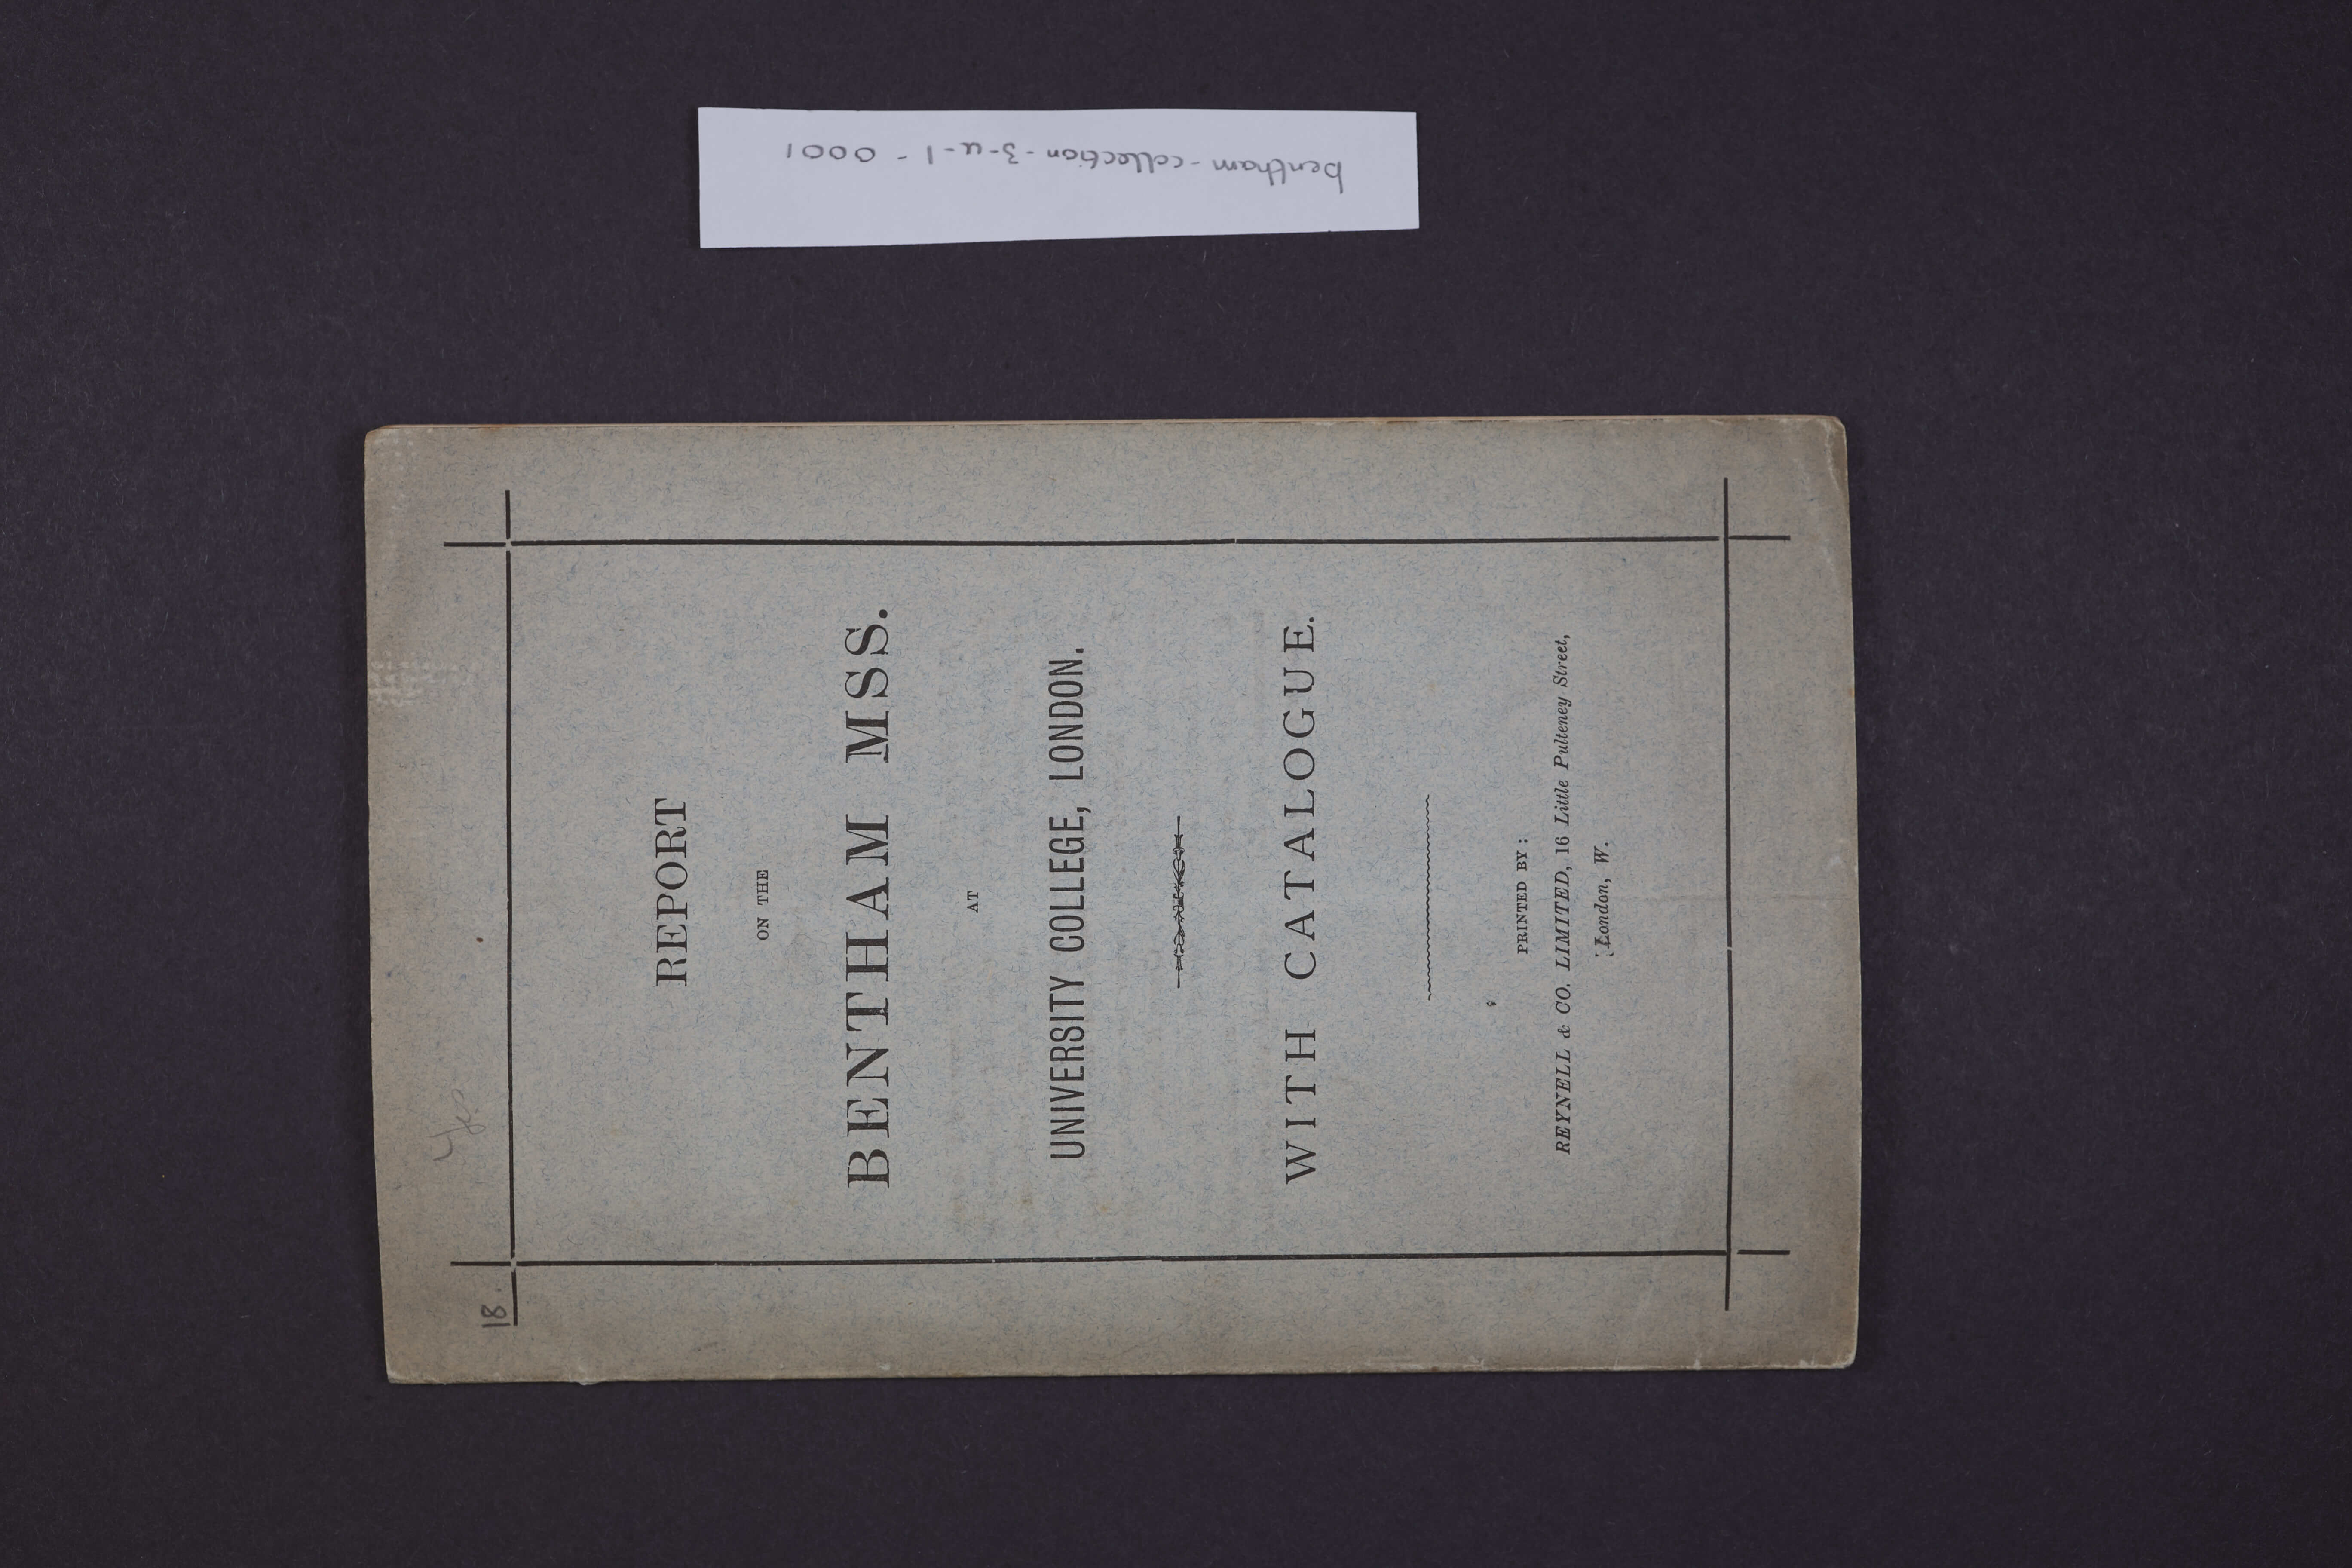 bentham-collection-3-u-1-0001
18.
REPORT
ON THE
BENTHAM MSS.
AT
UNIVERSITY COLLEGE, LONDON.
WITH CATALOGUE.
PRINTED BY:
REYNELL & CO. LIMITED, 16 Little Pulteney Street,
London, W.